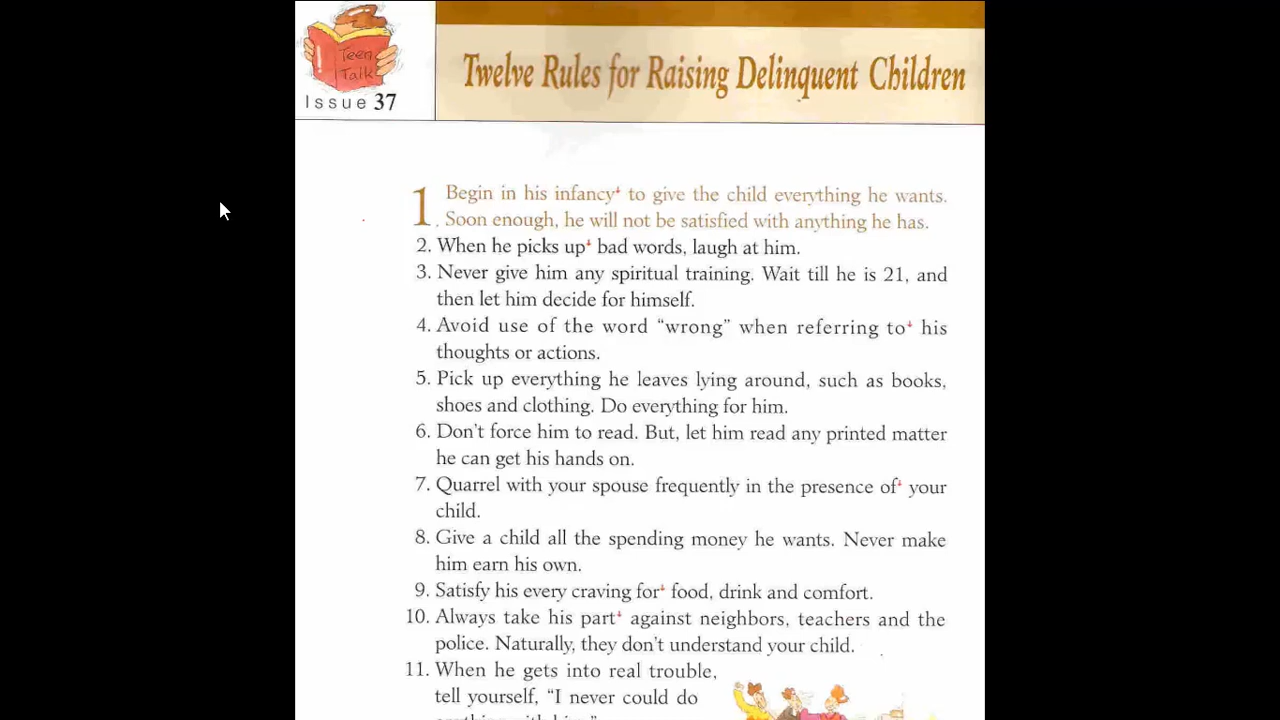 Teen
Talk
Issue 37
Twelve Rules for Raising Delinquent Children
1 Begin in his infancy to give the child everything he wants.
Soon enough, he will not be satisfied with anything he has.
2. When he picks up bad words, laugh at him.
3. Never give him any spiritual training. Wait till he is 21, and
then let him decide for himself.
4. Avoid use of the word “wrong” when referring to his
thoughts or actions.
5. Pick up everything he leaves lying around, such as books,
shoes and clothing. Do everything for him.
6. Don't force him to read. But, let him read any printed matter
he can get his hands on.
7. Quarrel with your spouse frequently in the presence of your
child.
8. Give a child all the spending money he wants. Never make
him earn his own.
9. Satisfy his every craving for food, drink and comfort.
10. Always take his part against neighbors, teachers and the
police. Naturally, they don't understand your child.
11. When he gets into real trouble,
tell yourself, “I never could do
anything with him.”